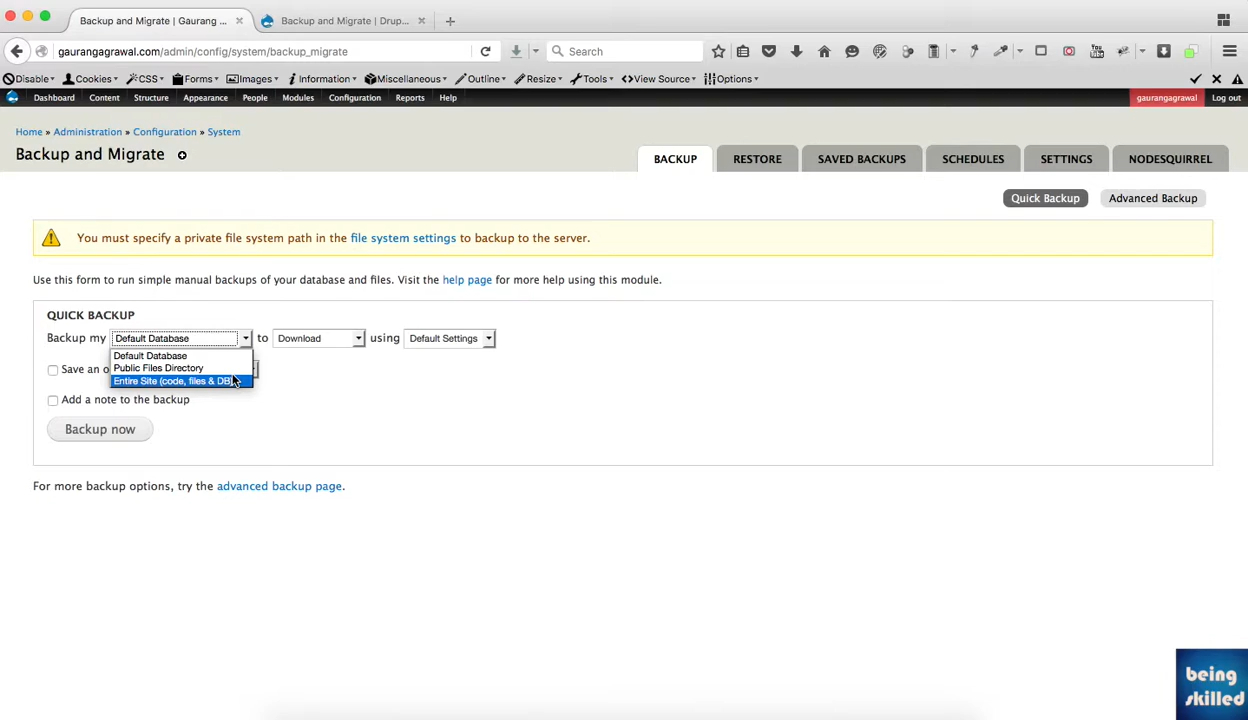 Backup and Migrate | Gaurang ...
Backup and Migrate | Drup...
gaurangagrawal.com/admin/config/system/backup_migrate
Search
Disable Cookies CSS Forms Images Information Miscellaneous Outline Resize Tools View Source Options
Dashboard Content Structure Appearance People Modules Configuration Reports Help gaurangagrawal Log out
Home » Administration » Configuration » System
Backup and Migrate
BACKUP RESTORE SAVED BACKUPS SCHEDULES SETTINGS NODESQUIRREL
Quick Backup Advanced Backup
You must specify a private file system path in the file system settings to backup to the server.
Use this form to run simple manual backups of your database and files. Visit the help page for more help using this module.
QUICK BACKUP
Backup my Default Database to Download using Default Settings
Default Database
Public Files Directory
Save an
Entire Site (code, files & DB)
Add a note to the backup
Backup now
For more backup options, try the advanced backup page.
being
skilled